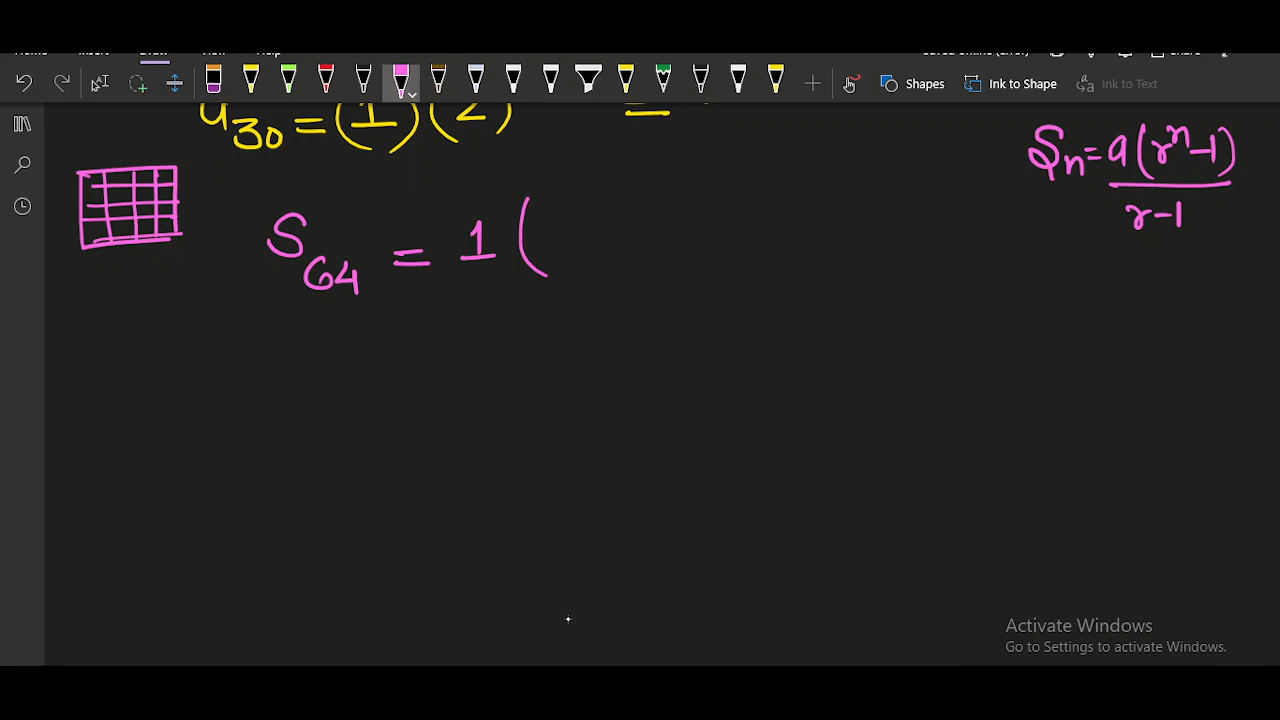 Shapes Ink to Shape Ink to Text
u₃₀ = (1)(2)
Sₙ = a(rⁿ-1)
r-1
S₆₄ = 1(
Activate Windows
Go to Settings to activate Windows.